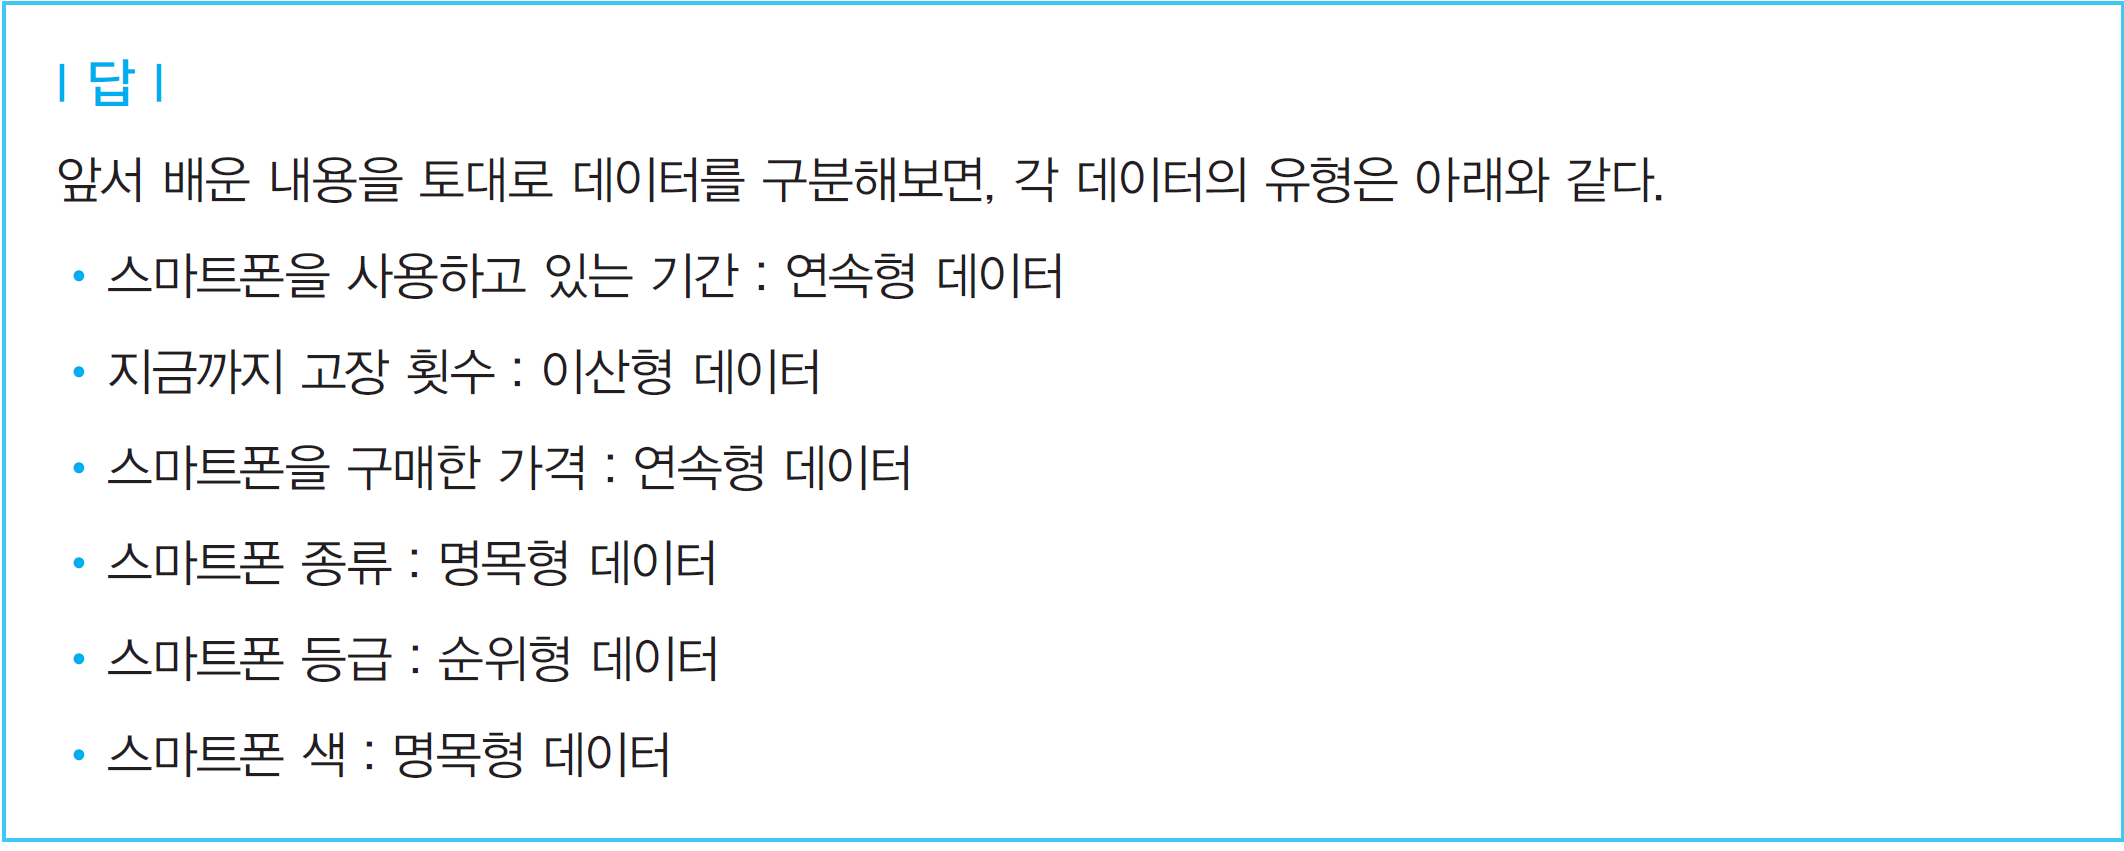 | 답 |
앞서 배운 내용을 토대로 데이터를 구분해보면, 각 데이터의 유형은 아래와 같다.
• 스마트폰을 사용하고 있는 기간 : 연속형 데이터
• 지금까지 고장 횟수 : 이산형 데이터
• 스마트폰을 구매한 가격 : 연속형 데이터
• 스마트폰 종류 : 명목형 데이터
• 스마트폰 등급 : 순위형 데이터
• 스마트폰 색 : 명목형 데이터